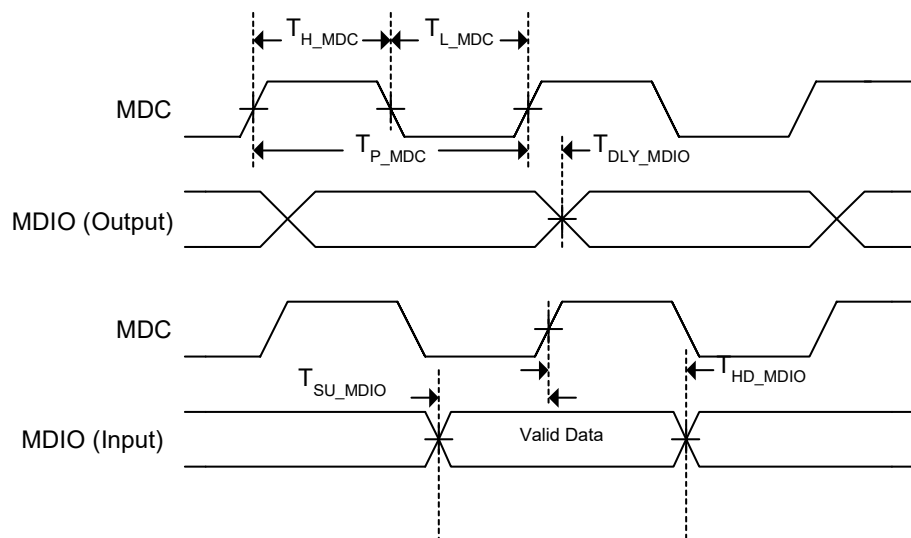 T_H_MDC T_L_MDC
MDC
T_P_MDC T_DLY_MDIO
MDIO (Output)
MDC
T_SU_MDIO T_HD_MDIO
MDIO (Input) Valid Data